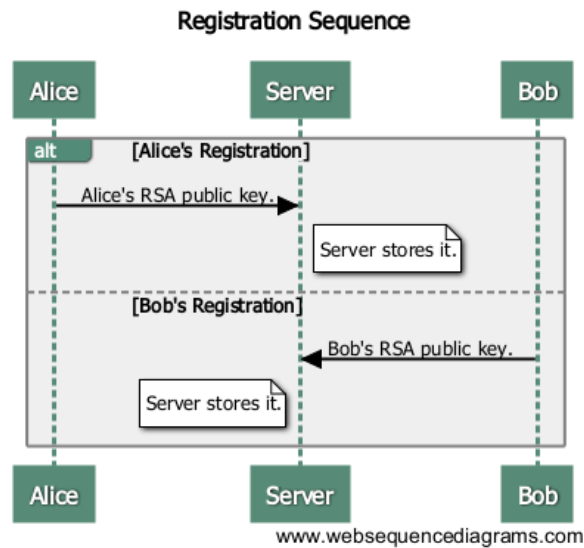 Registration Sequence
Alice Server Bob
alt [Alice's Registration]
Alice's RSA public key.
Server stores it.
[Bob's Registration]
Bob's RSA public key.
Server stores it.
Alice Server Bob
www.websequencediagrams.com